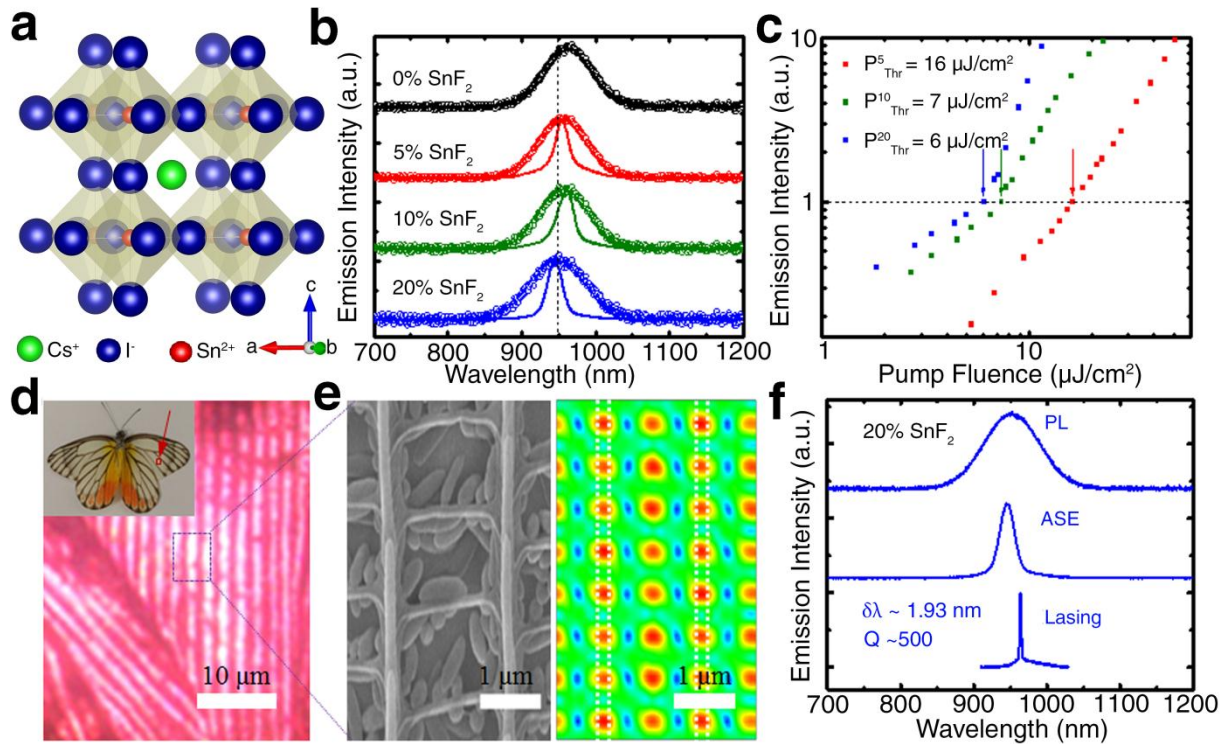 a
c
a
b
Cs⁺
I⁻
Sn²⁺
b
Emission Intensity (a.u.)
0% SnF₂
5% SnF₂
10% SnF₂
20% SnF₂
700 800 900 1000 1100 1200
Wavelength (nm)
c
Emission Intensity (a.u.)
10
1
P⁵Thr = 16 μJ/cm²
P¹⁰Thr = 7 μJ/cm²
P²⁰Thr = 6 μJ/cm²
1 10
Pump Fluence (μJ/cm²)
d
10 μm
e
1 μm
1 μm
f
Emission Intensity (a.u.)
20% SnF₂
PL
ASE
δλ ~ 1.93 nm
Q ~500
Lasing
700 800 900 1000 1100 1200
Wavelength (nm)